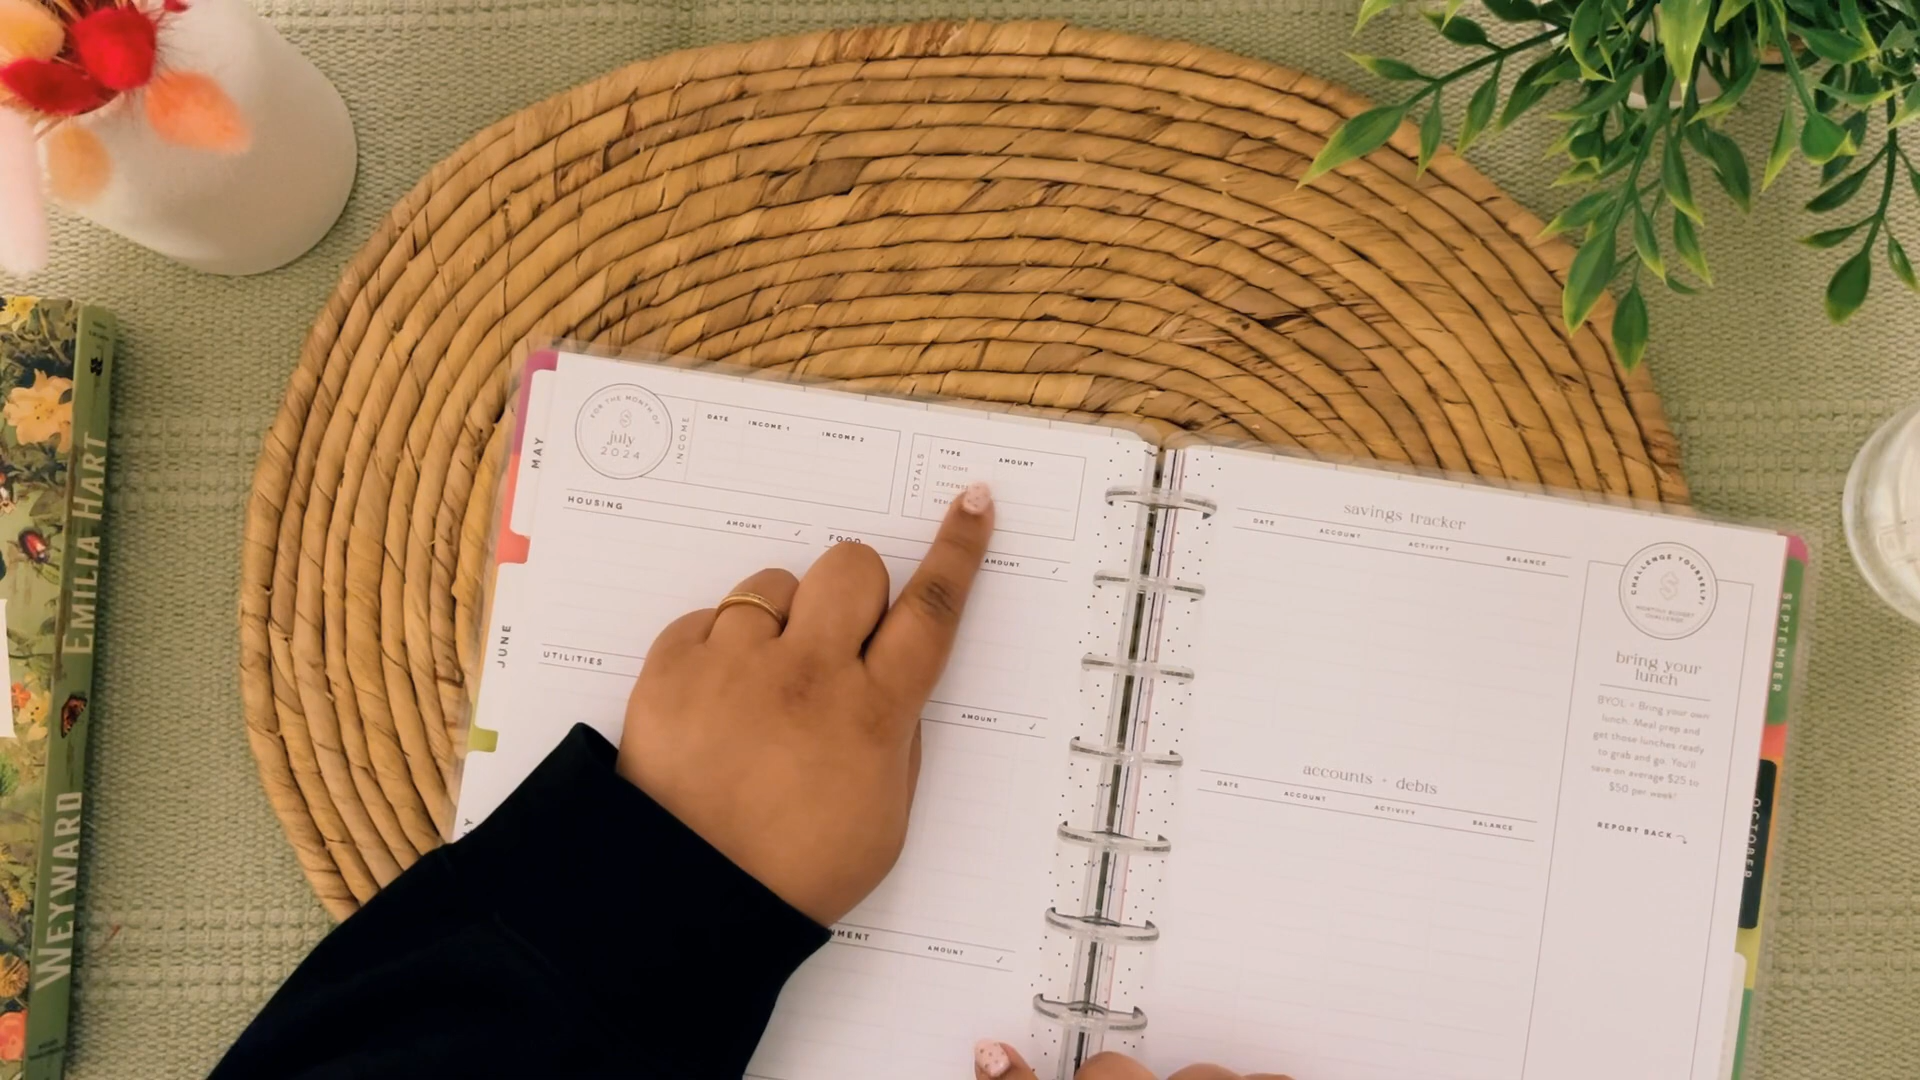 WEYWARD EMILIA HART
MAY
JUNE
FOR THE MONTH OF
july
2024
INCOME
DATE INCOME 1 INCOME 2
TOTALS
TYPE AMOUNT
INCOME
HOUSING
AMOUNT ✓
FOOD
AMOUNT ✓
UTILITIES
AMOUNT ✓
AMOUNT ✓
savings tracker
DATE ACCOUNT ACTIVITY BALANCE
accounts + debts
DATE ACCOUNT ACTIVITY BALANCE
CHALLENGE YOURSELF!
MONTHLY BUDGET
CHALLENGE
bring your
lunch
BYOL = Bring your own
lunch. Meal prep and
get those lunches ready
to grab and go. You'll
save on average $25 to
$50 per week!
REPORT BACK
SEPTEMBER
OCTOBER